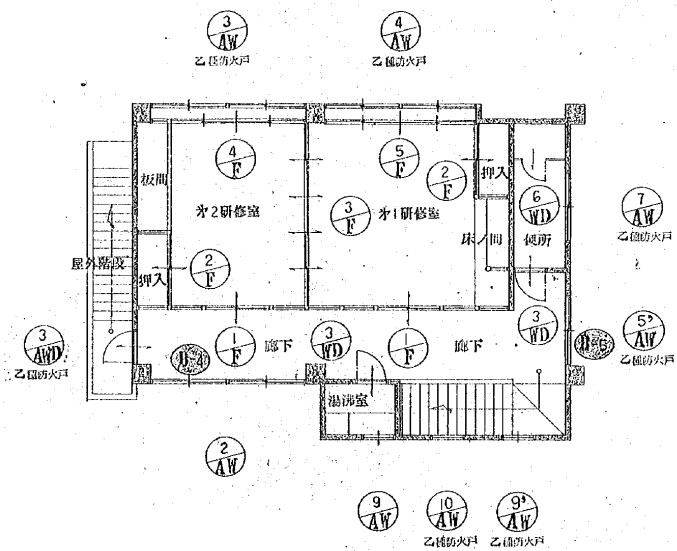 3
AW
乙種防火戸
4
AW
乙種防火戸
4
F
5
F
2
F
押入
板間
才2研修室
3
F
才1研修室
6
WD
7
AW
乙種防火戸
床ノ間
便所
屋外階段
押入
2
F
3
AWD
乙種防火戸
1
F
廊下
3
WD
1
F
廊下
3
WD
5'
AW
乙種防火戸
湯沸室
2
AW
9
AW
10
AW
乙種防火戸
9'
AW
乙種防火戸